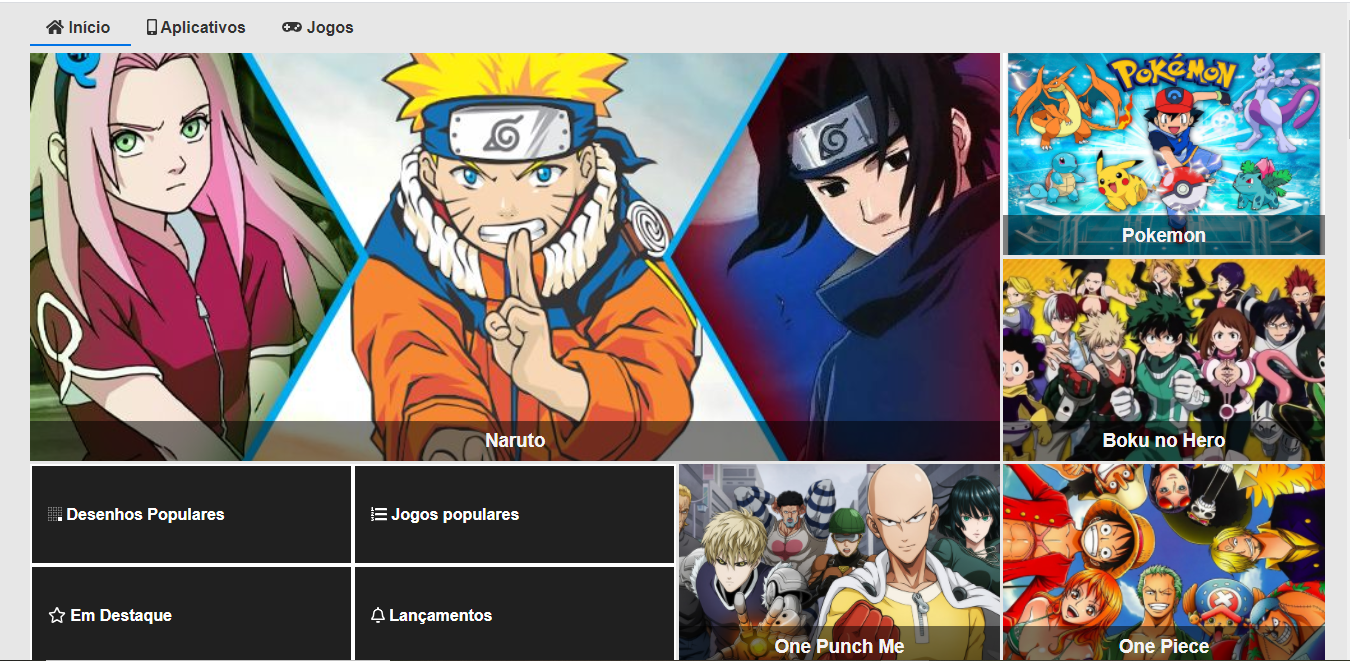 Início
Aplicativos
Jogos
POKÉMON
Pokemon
Naruto
Boku no Hero
Desenhos Populares
Jogos populares
Em Destaque
Lançamentos
One Punch Me
One Piece